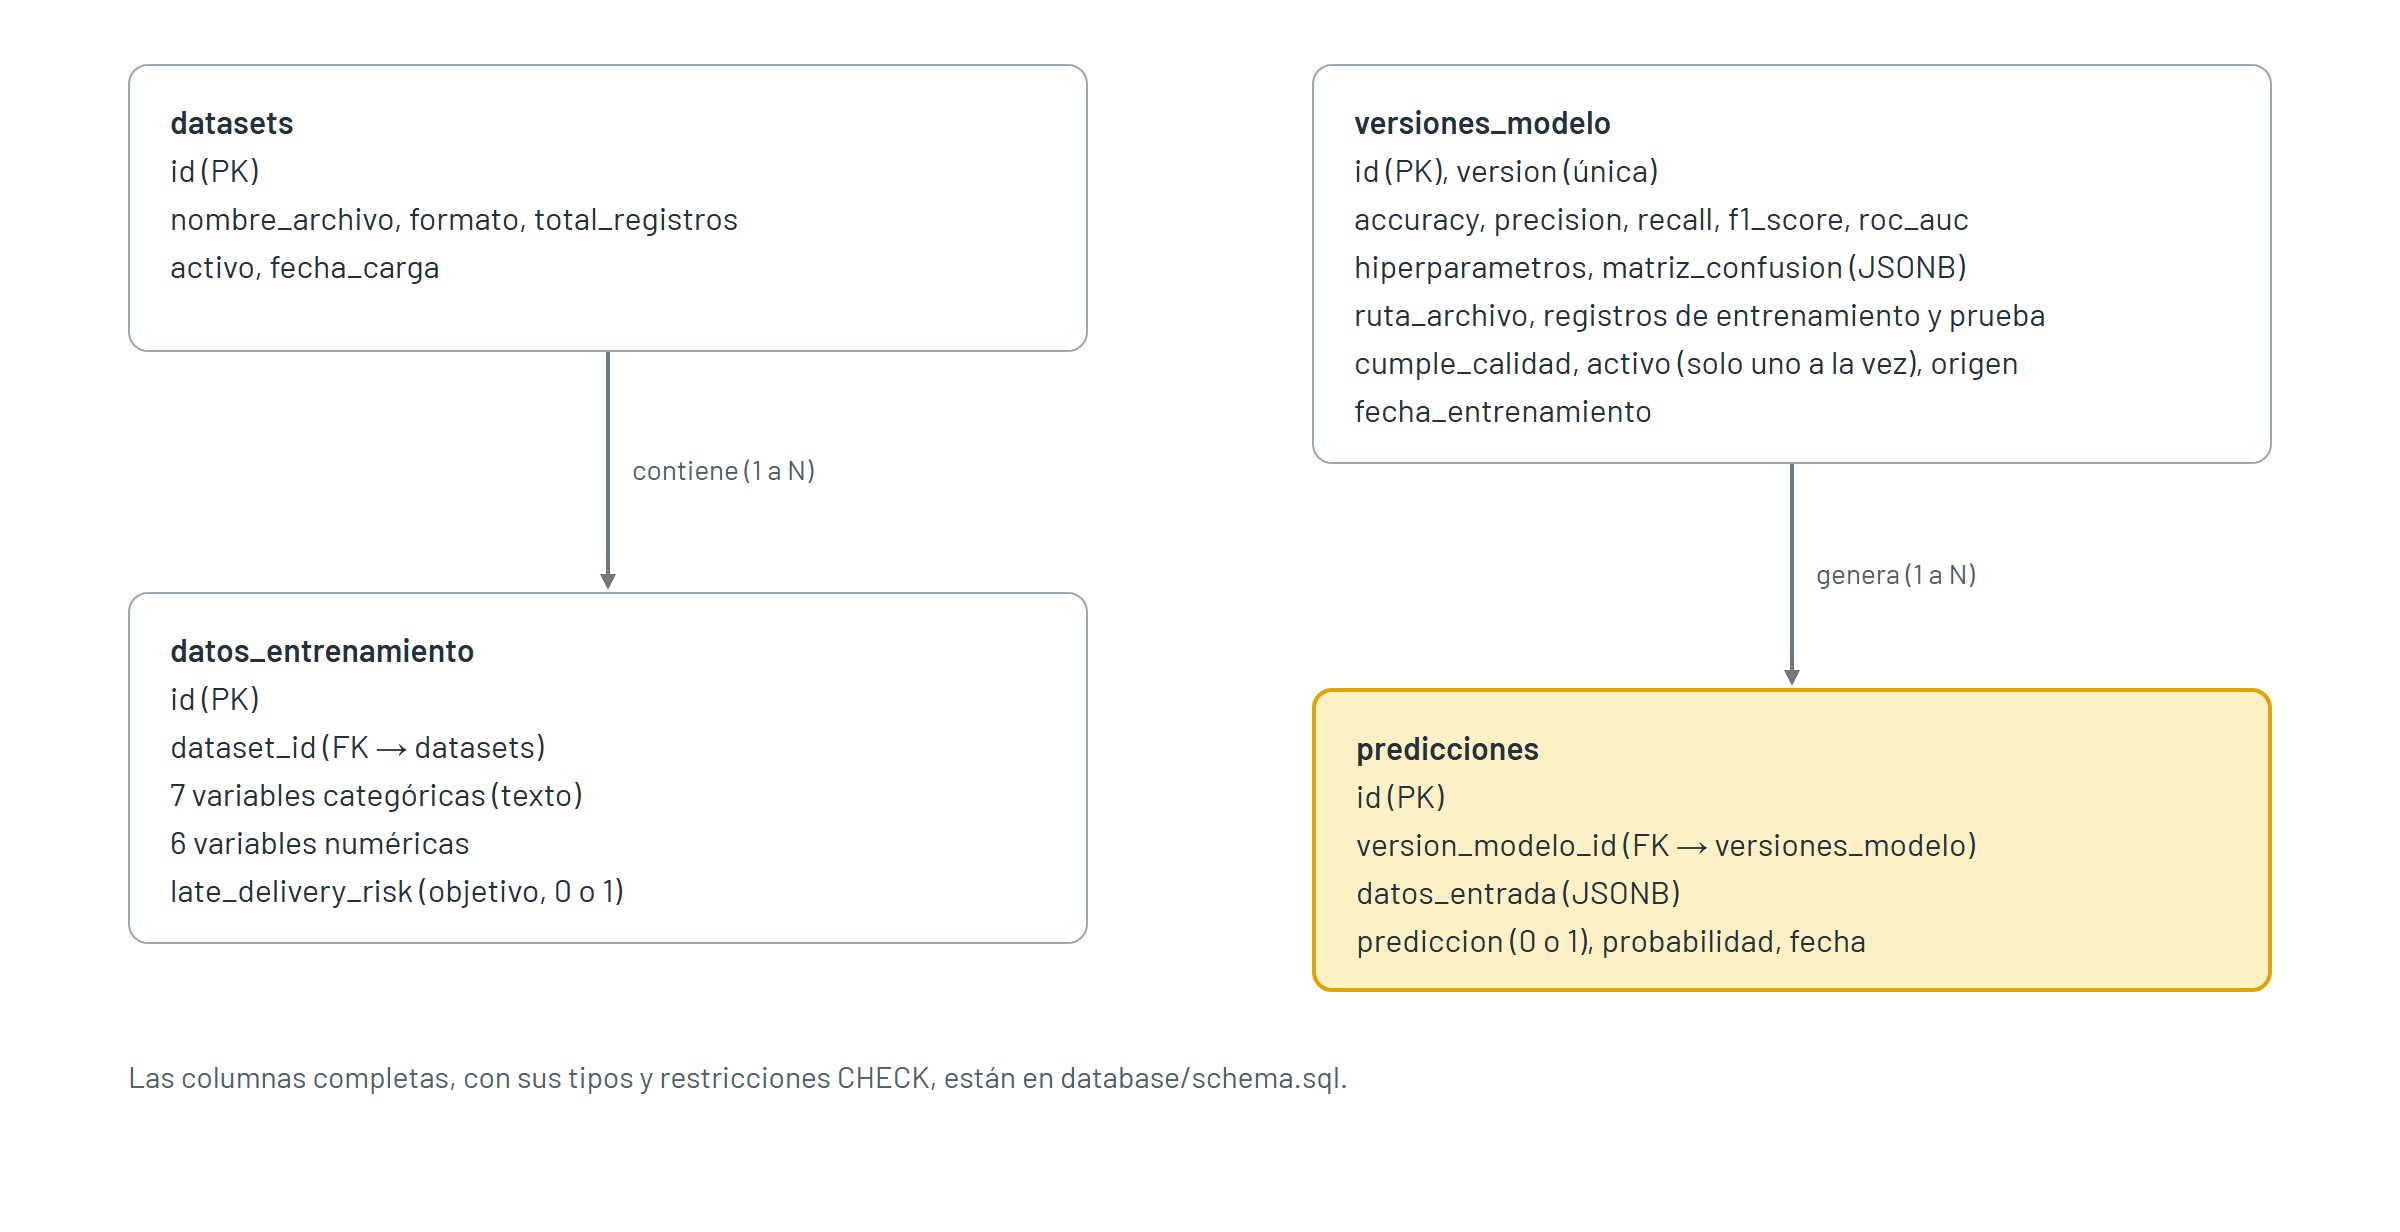 datasets
id (PK)
nombre_archivo, formato, total_registros
activo, fecha_carga
contiene (1 a N)
datos_entrenamiento
id (PK)
dataset_id (FK → datasets)
7 variables categóricas (texto)
6 variables numéricas
late_delivery_risk (objetivo, 0 o 1)
versiones_modelo
id (PK), version (única)
accuracy, precision, recall, f1_score, roc_auc
hiperparametros, matriz_confusion (JSONB)
ruta_archivo, registros de entrenamiento y prueba
cumple_calidad, activo (solo uno a la vez), origen
fecha_entrenamiento
genera (1 a N)
predicciones
id (PK)
version_modelo_id (FK → versiones_modelo)
datos_entrada (JSONB)
prediccion (0 o 1), probabilidad, fecha
Las columnas completas, con sus tipos y restricciones CHECK, están en database/schema.sql.